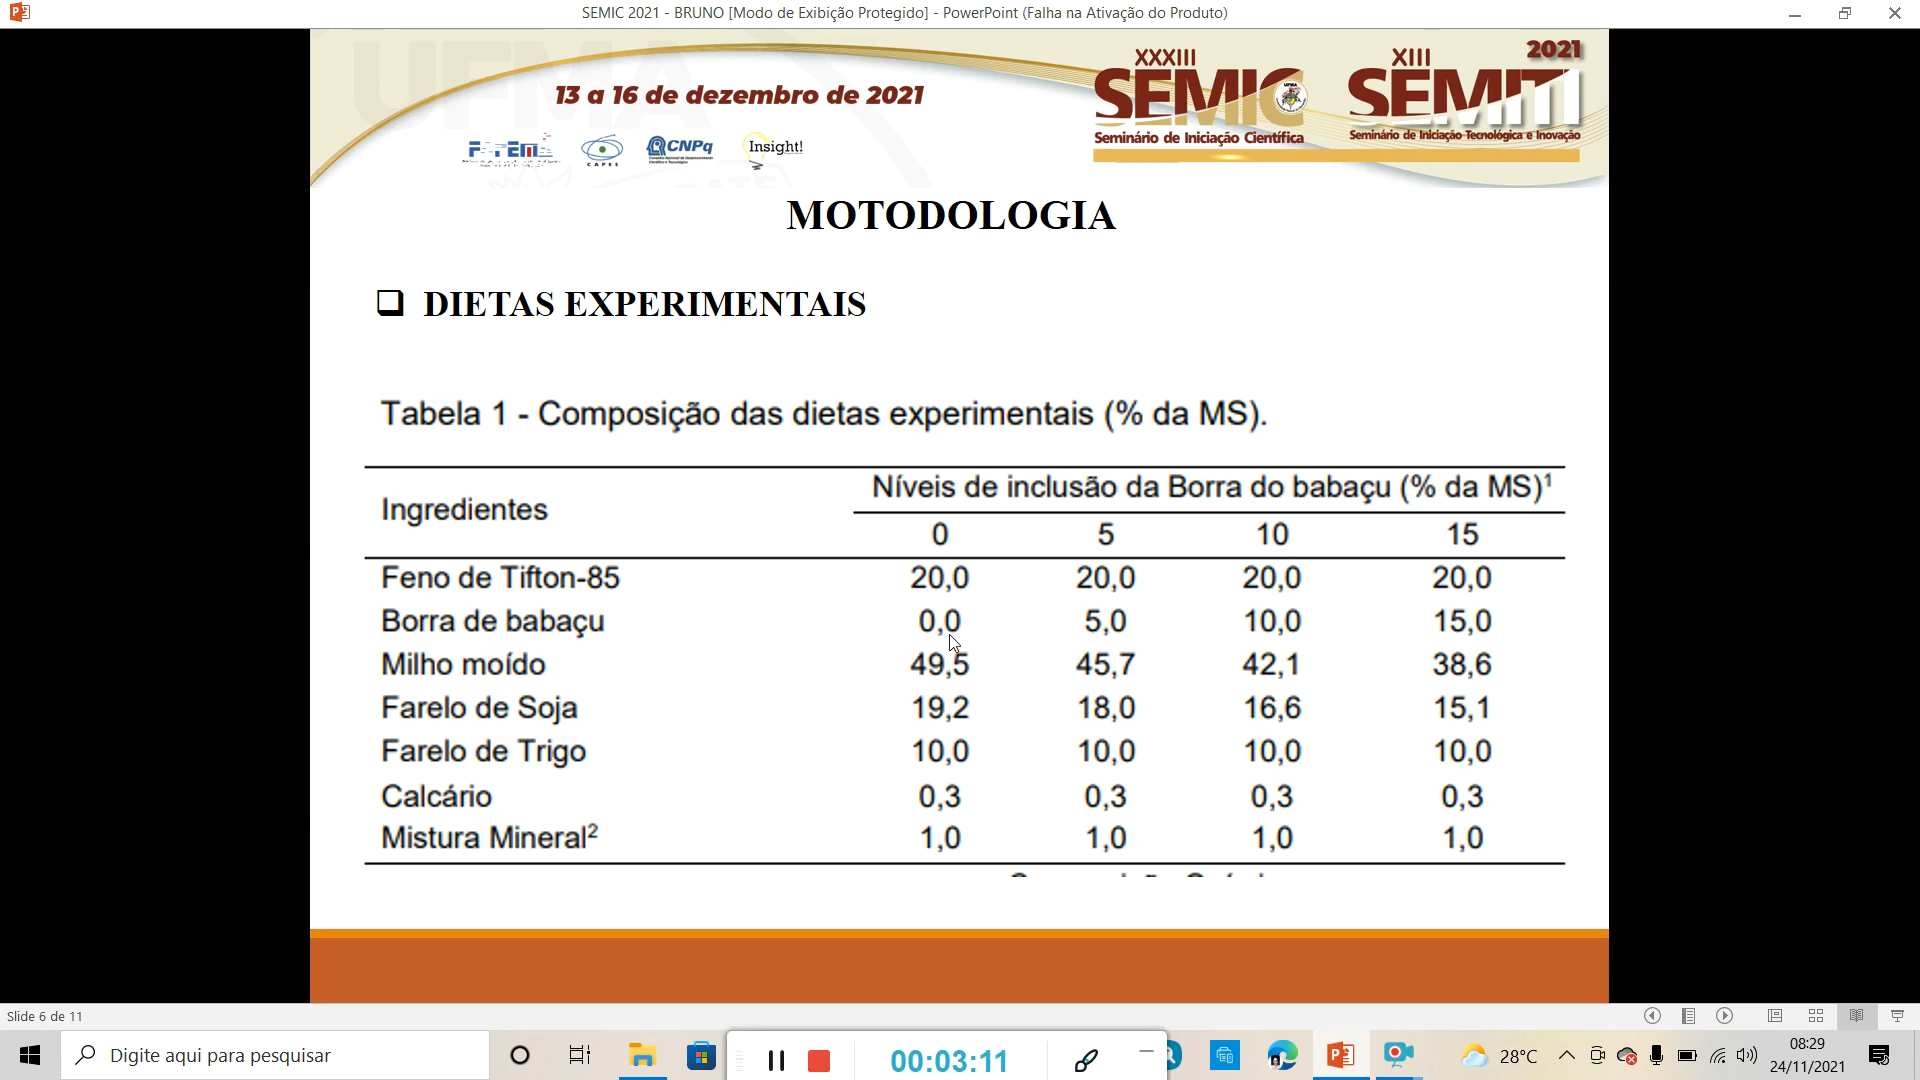 SEMIC 2021 - BRUNO [Modo de Exibição Protegido] - PowerPoint (Falha na Ativação do Produto)
UFMA
13 a 16 de dezembro de 2021
XXXIII
SEMIC
Seminário de Iniciação Científica
XIII 2021
SEMITI
Seminário de Iniciação Tecnológica e Inovação
CAPES
CNPq
Insight!
MOTODOLOGIA
❑ DIETAS EXPERIMENTAIS
Tabela 1 - Composição das dietas experimentais (% da MS).
Ingredientes Níveis de inclusão da Borra do babaçu (% da MS)¹
0 5 10 15
Feno de Tifton-85 20,0 20,0 20,0 20,0
Borra de babaçu 0,0 5,0 10,0 15,0
Milho moído 49,5 45,7 42,1 38,6
Farelo de Soja 19,2 18,0 16,6 15,1
Farelo de Trigo 10,0 10,0 10,0 10,0
Calcário 0,3 0,3 0,3 0,3
Mistura Mineral² 1,0 1,0 1,0 1,0
Slide 6 de 11
Digite aqui para pesquisar
00:03:11
28°C
08:29
24/11/2021